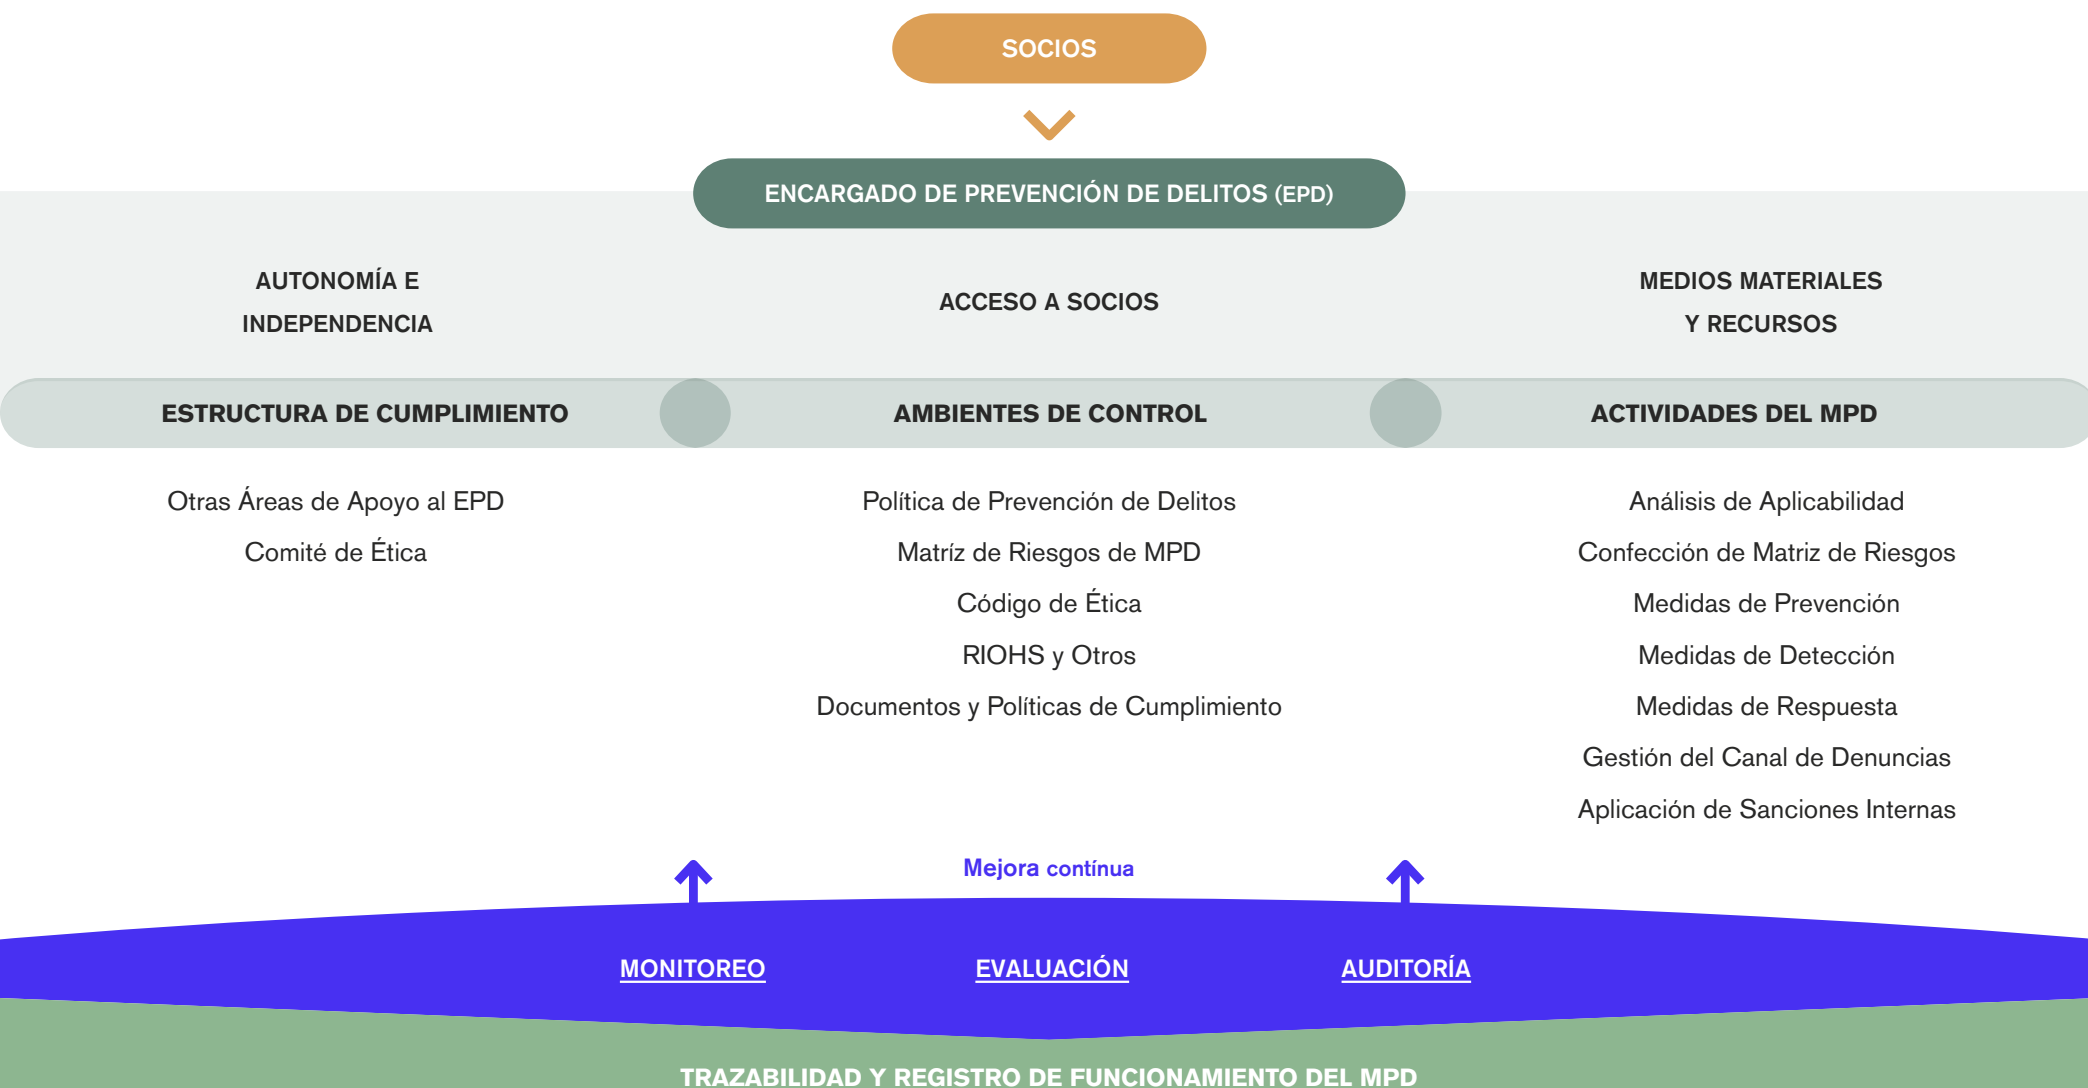 SOCIOS
ENCARGADO DE PREVENCIÓN DE DELITOS (EPD)
AUTONOMÍA E
INDEPENDENCIA
ACCESO A SOCIOS
MEDIOS MATERIALES
Y RECURSOS
ESTRUCTURA DE CUMPLIMIENTO
AMBIENTES DE CONTROL
ACTIVIDADES DEL MPD
Otras Áreas de Apoyo al EPD
Comité de Ética
Política de Prevención de Delitos
Matríz de Riesgos de MPD
Código de Ética
RIOHS y Otros
Documentos y Políticas de Cumplimiento
Análisis de Aplicabilidad
Confección de Matriz de Riesgos
Medidas de Prevención
Medidas de Detección
Medidas de Respuesta
Gestión del Canal de Denuncias
Aplicación de Sanciones Internas
Mejora contínua
MONITOREO
EVALUACIÓN
AUDITORÍA
TRAZABILIDAD Y REGISTRO DE FUNCIONAMIENTO DEL MPD